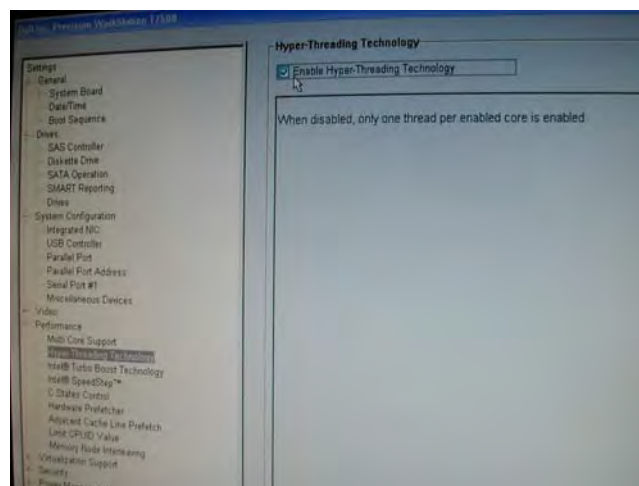 Dell Inc. Precision WorkStation T7500
Settings
General
System Board
Date/Time
Boot Sequence
Drives
SAS Controller
Diskette Drive
SATA Operation
SMART Reporting
Drives
System Configuration
Integrated NIC
USB Controller
Parallel Port
Parallel Port Address
Serial Port #1
Miscellaneous Devices
Video
Performance
Multi Core Support
Hyper-Threading Technology
Intel® Turbo Boost Technology
Intel® SpeedStep™
C States Control
Hardware Prefetcher
Adjacent Cache Line Prefetch
Limit CPUID Value
Memory Node Interleaving
Virtualization Support
Security
Hyper-Threading Technology
Enable Hyper-Threading Technology
When disabled, only one thread per enabled core is enabled